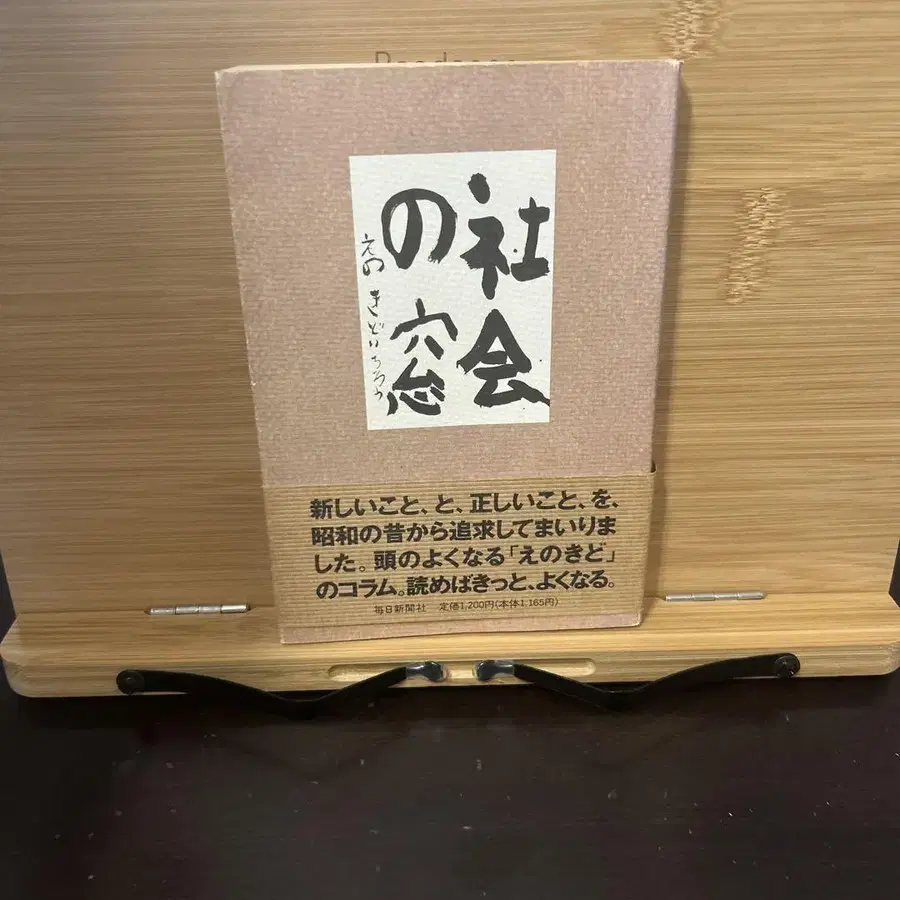 社会
の窓
えのきどいちろう
新しいこと、と、正しいこと、を、
昭和の昔から追求してまいりま
した。頭のよくなる「えのきど」
のコラム。読めばきっと、よくなる。
毎日新聞社 定価1,200円(本体1,165円)